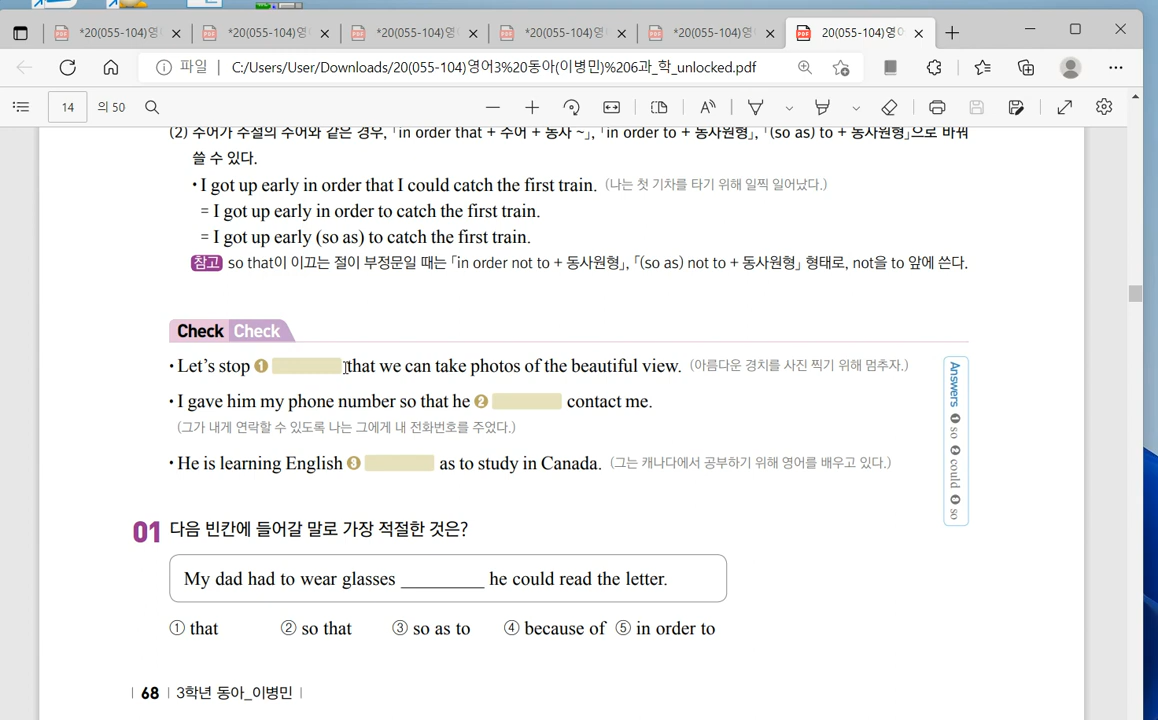 *20(055-104)영어 *20(055-104)영 *20(055-104)영 *20(055-104)영 *20(055-104)영 20(055-104)영어
파일 C:/Users/User/Downloads/20(055-104)영어3%20동아(이병민)%206과_학_unlocked.pdf
14 의 50
(2) 주어가 주절의 주어와 같은 경우, 「in order that + 주어 + 동사 ~」, 「in order to + 동사원형」, 「(so as) to + 동사원형」으로 바꿔
쓸 수 있다.
• I got up early in order that I could catch the first train. (나는 첫 기차를 타기 위해 일찍 일어났다.)
= I got up early in order to catch the first train.
= I got up early (so as) to catch the first train.
참고 so that이 이끄는 절이 부정문일 때는 「in order not to + 동사원형」, 「(so as) not to + 동사원형」 형태로, not을 to 앞에 쓴다.
Check Check
• Let's stop ❶ that we can take photos of the beautiful view. (아름다운 경치를 사진 찍기 위해 멈추자.)
• I gave him my phone number so that he ❷ contact me.
(그가 내게 연락할 수 있도록 나는 그에게 내 전화번호를 주었다.)
• He is learning English ❸ as to study in Canada. (그는 캐나다에서 공부하기 위해 영어를 배우고 있다.)
Answers ❶ so ❷ could ❸ so
01 다음 빈칸에 들어갈 말로 가장 적절한 것은?
My dad had to wear glasses _________ he could read the letter.
① that ② so that ③ so as to ④ because of ⑤ in order to
| 68 | 3학년 동아_이병민 |